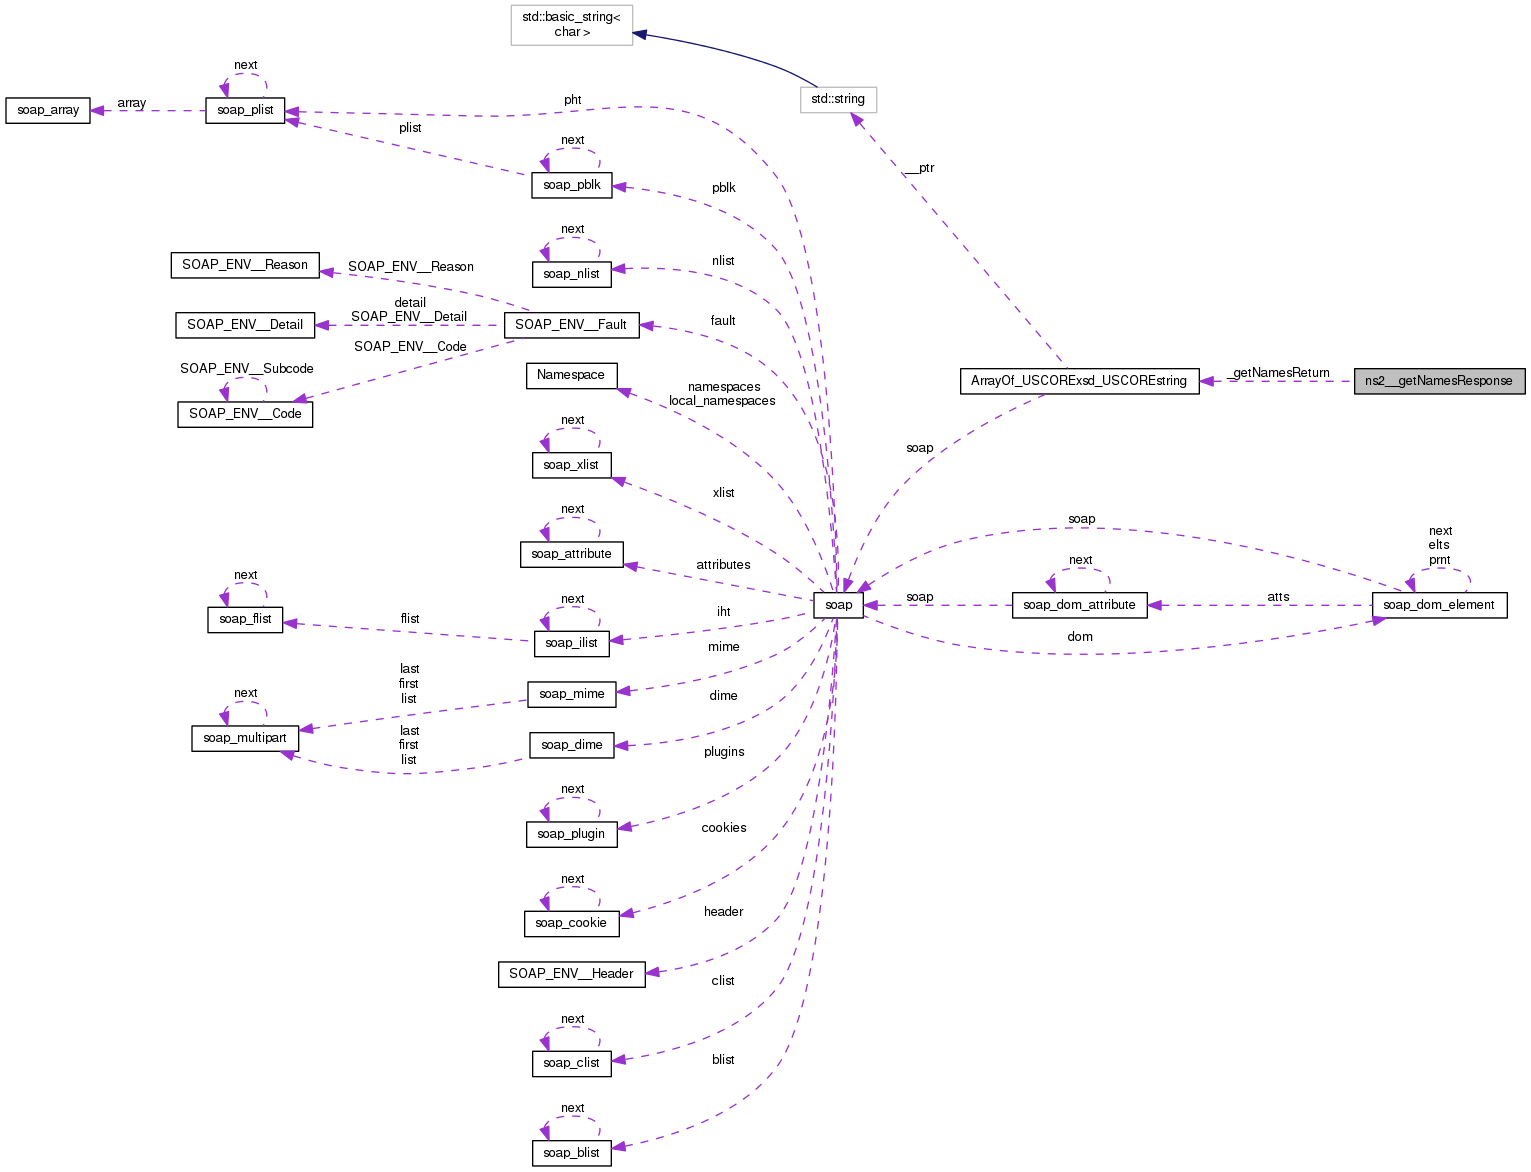 std::basic_string<
char >
next
std::string
array
pht
soap_array
soap_plist
plist
next
__ptr
soap_pblk
pblk
next
nlist
SOAP_ENV__Reason
SOAP_ENV__Reason
soap_nlist
detail
SOAP_ENV__Detail
SOAP_ENV__Detail
SOAP_ENV__Fault
fault
SOAP_ENV__Code
SOAP_ENV__Subcode
Namespace
namespaces
local_namespaces
ArrayOf_USCORExsd_USCOREstring
_getNamesReturn
ns2__getNamesResponse
SOAP_ENV__Code
next
soap
soap_xlist
xlist
next
soap
next
elts
prnt
soap_attribute
attributes
next
next
next
soap
soap
atts
soap_dom_attribute
soap_dom_element
soap_flist
flist
iht
soap_ilist
dom
mime
last
first
list
next
soap_mime
dime
soap_multipart
last
first
list
soap_dime
plugins
next
soap_plugin
cookies
next
soap_cookie
header
SOAP_ENV__Header
clist
next
soap_clist
blist
next
soap_blist